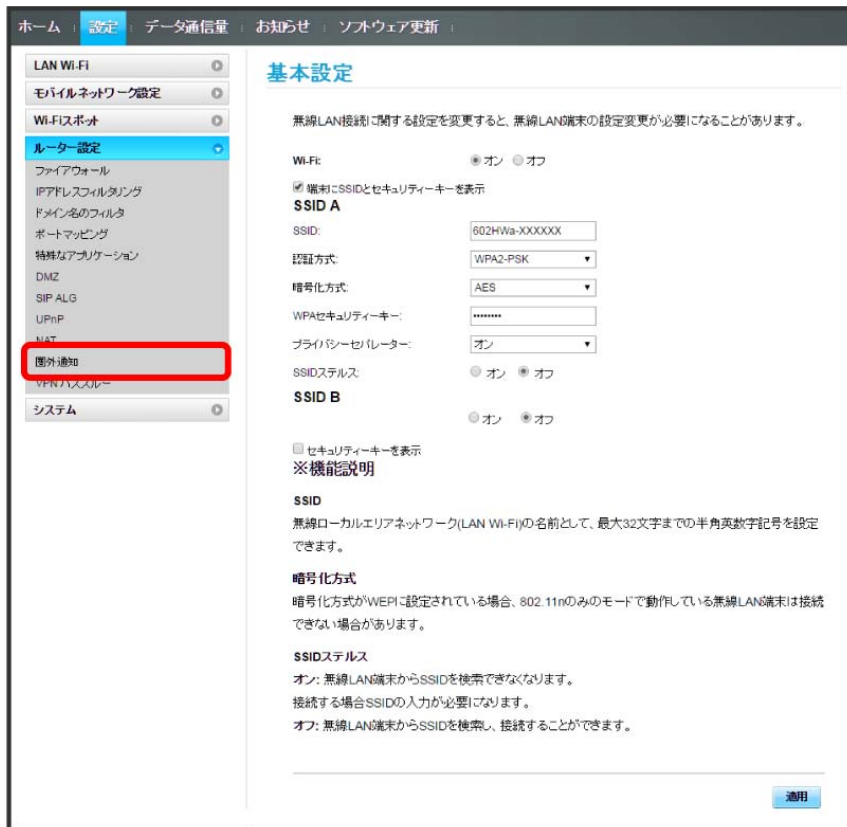 ホーム 設定 データ通信量 お知らせ ソフトウェア更新
LAN Wi-Fi
モバイルネットワーク設定
Wi-Fiスポット
ルーター設定
ファイアウォール
IPアドレスフィルタリング
ドメイン名のフィルタ
ポートマッピング
特殊なアプリケーション
DMZ
SIP ALG
UPnP
NAT
圏外通知
VPNパススルー
システム
基本設定
無線LAN接続に関する設定を変更すると、無線LAN端末の設定変更が必要になることがあります。
Wi-Fi: オン オフ
端末にSSIDとセキュリティーキーを表示
SSID A
SSID: 602HWa-XXXXXX
認証方式: WPA2-PSK
暗号化方式: AES
WPAセキュリティーキー: ••••••••
プライバシーセパレーター: オン
SSIDステルス: オン オフ
SSID B
オン オフ
セキュリティーキーを表示
※機能説明
SSID
無線ローカルエリアネットワーク(LAN Wi-Fi)の名前として、最大32文字までの半角英数字記号を設定
できます。
暗号化方式
暗号化方式がWEPに設定されている場合、802.11nのみのモードで動作している無線LAN端末は接続
できない場合があります。
SSIDステルス
オン: 無線LAN端末からSSIDを検索できなくなります。
接続する場合SSIDの入力が必要になります。
オフ: 無線LAN端末からSSIDを検索し、接続することができます。
適用